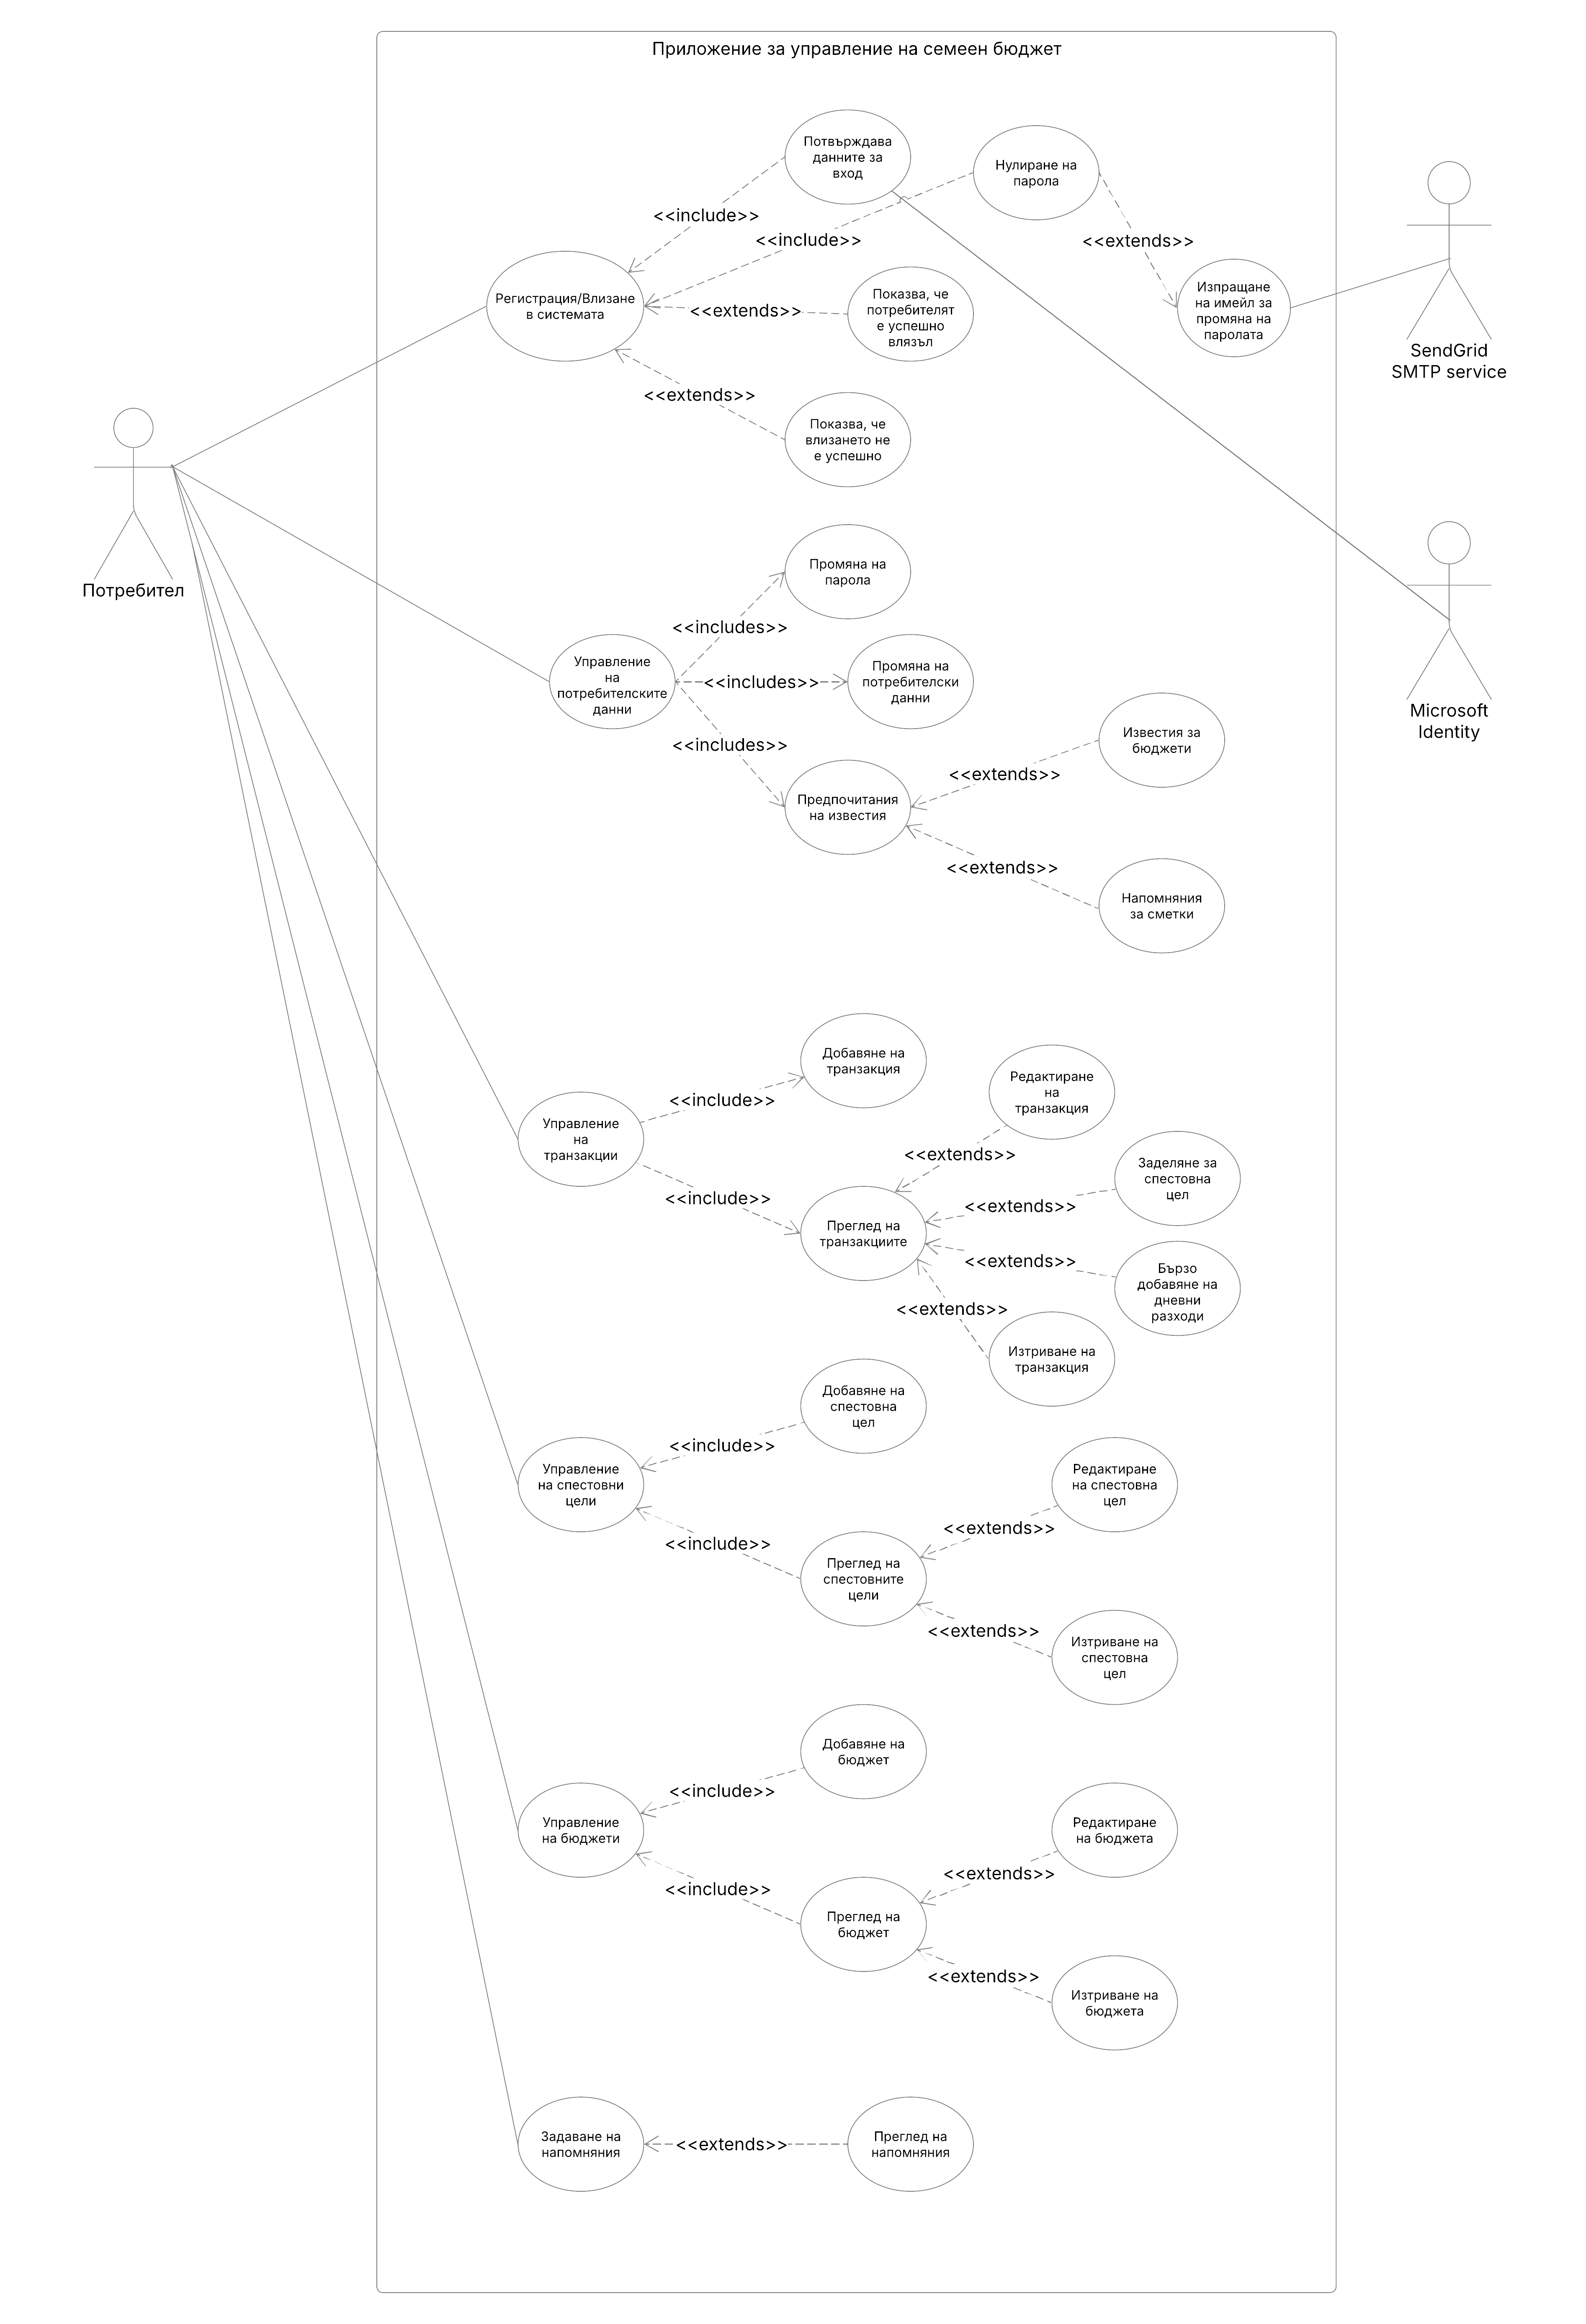 Приложение за управление на семеен бюджет
Потвърждава
данните за
вход
Нулиране на
парола
<<include>>
<<include>>
<<extends>>
Регистрация/Влизане
в системата
<<extends>>
Показва, че
потребителят
е успешно
влязъл
Изпращане
на имейл за
промяна на
паролата
SendGrid
SMTP service
<<extends>>
Показва, че
влизането не
е успешно
Потребител
Промяна на
парола
<<includes>>
Управление
на
потребителските
данни
<<includes>>
Промяна на
потребителски
данни
Microsoft
Identity
<<includes>>
Известия за
бюджети
<<extends>>
Предпочитания
на известия
<<extends>>
Напомняния
за сметки
Добавяне на
транзакция
Редактиране
на
транзакция
<<include>>
Управление
на
транзакции
<<extends>>
Заделяне за
спестовна
цел
<<include>>
<<extends>>
Преглед на
транзакциите
<<extends>>
Бързо
добавяне на
дневни
разходи
<<extends>>
Изтриване на
транзакция
Добавяне на
спестовна
цел
<<include>>
Управление
на спестовни
цели
Редактиране
на спестовна
цел
<<extends>>
<<include>>
Преглед на
спестовните
цели
<<extends>>
Изтриване на
спестовна
цел
Добавяне на
бюджет
<<include>>
Управление
на бюджети
Редактиране
на бюджета
<<extends>>
<<include>>
Преглед на
бюджет
<<extends>>
Изтриване на
бюджета
Задаване на
напомняния
<<extends>>
Преглед на
напомняния